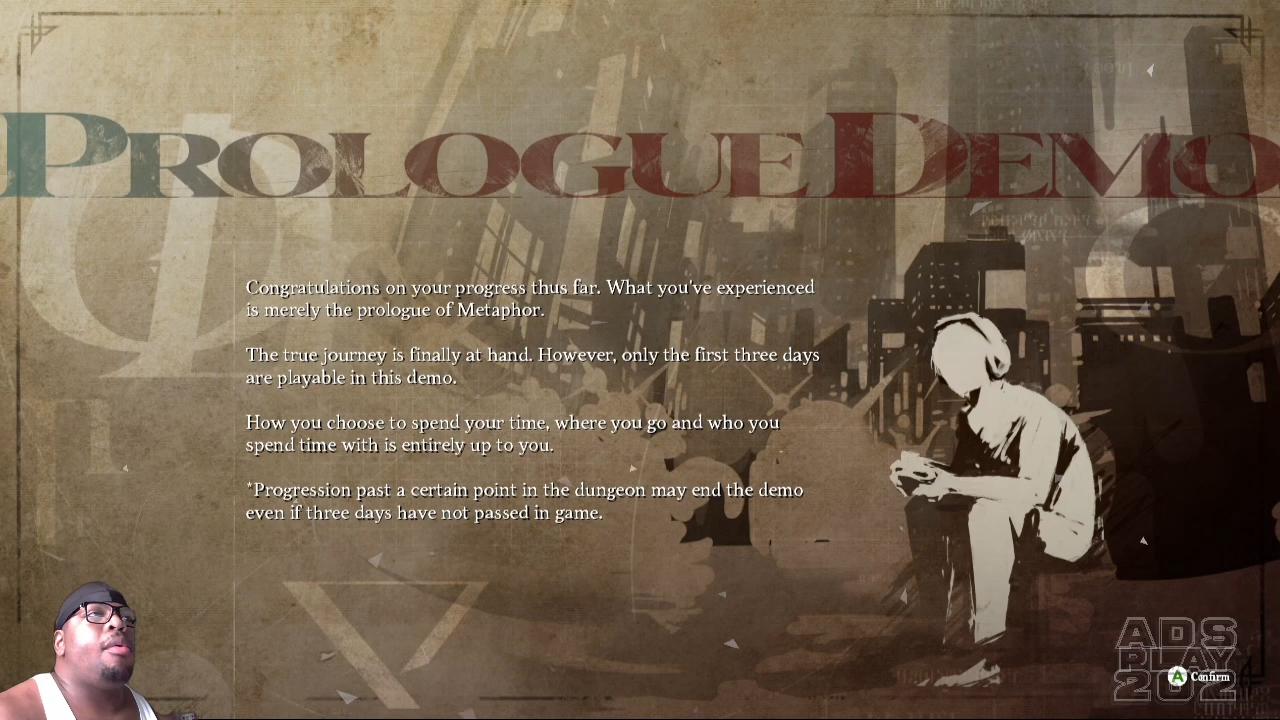 PROLOGUE DEMO
Congratulations on your progress thus far. What you've experienced
is merely the prologue of Metaphor.
The true journey is finally at hand. However, only the first three days
are playable in this demo.
How you choose to spend your time, where you go and who you
spend time with is entirely up to you.
*Progression past a certain point in the dungeon may end the demo
even if three days have not passed in game.
ADS
PLAY
202
A Confirm